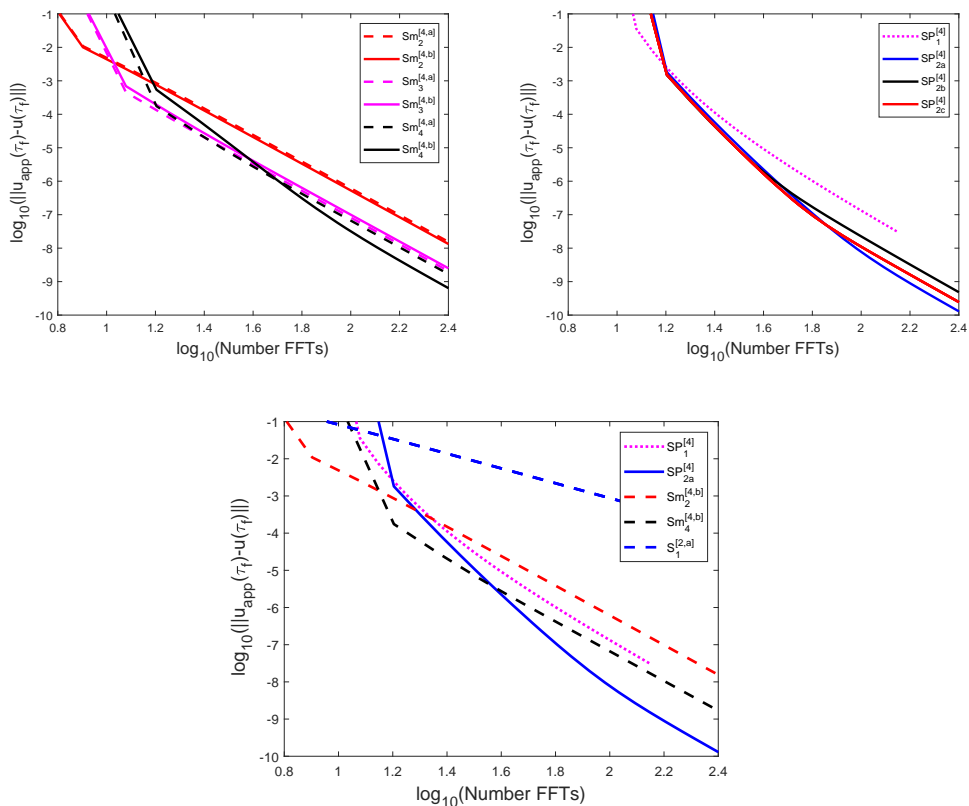 -1
-2
-3
-4
-5
-6
-7
-8
-9
-10
0.8 1 1.2 1.4 1.6 1.8 2 2.2 2.4
log10(Number FFTs)
log10(||uapp(τf)-u(τf)||)
Sm2[4,a]
Sm2[4,b]
Sm3[4,a]
Sm3[4,b]
Sm4[4,a]
Sm4[4,b]
-1
-2
-3
-4
-5
-6
-7
-8
-9
-10
0.8 1 1.2 1.4 1.6 1.8 2 2.2 2.4
log10(Number FFTs)
log10(||uapp(τf)-u(τf)||)
SP1[4]
SP2a[4]
SP2b[4]
SP2c[4]
-1
-2
-3
-4
-5
-6
-7
-8
-9
-10
0.8 1 1.2 1.4 1.6 1.8 2 2.2 2.4
log10(Number FFTs)
log10(||uapp(τf)-u(τf)||)
SP1[4]
SP2a[4]
Sm2[4,b]
Sm4[4,b]
S1[2,a]